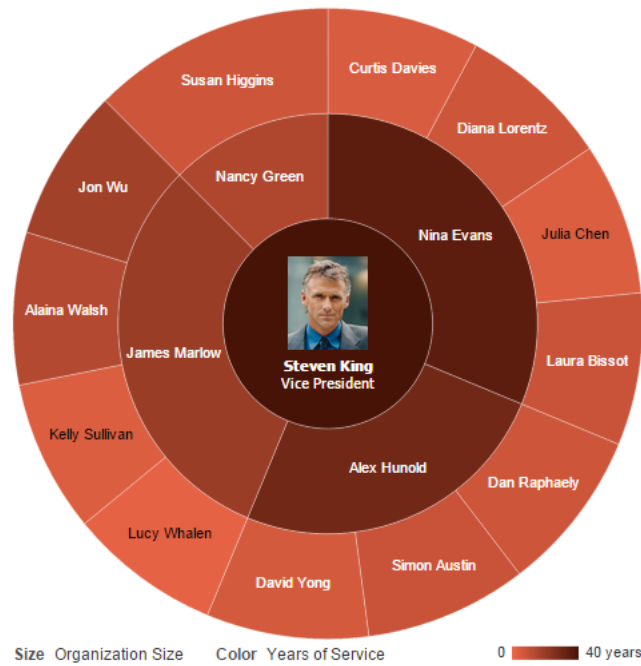 Susan Higgins
Curtis Davies
Diana Lorentz
Jon Wu
Nancy Green
Nina Evans
Julia Chen
Alaina Walsh
James Marlow
Steven King
Vice President
Laura Bissot
Kelly Sullivan
Alex Hunold
Dan Raphaely
Lucy Whalen
David Yong
Simon Austin
Size Organization Size Color Years of Service 0 40 years